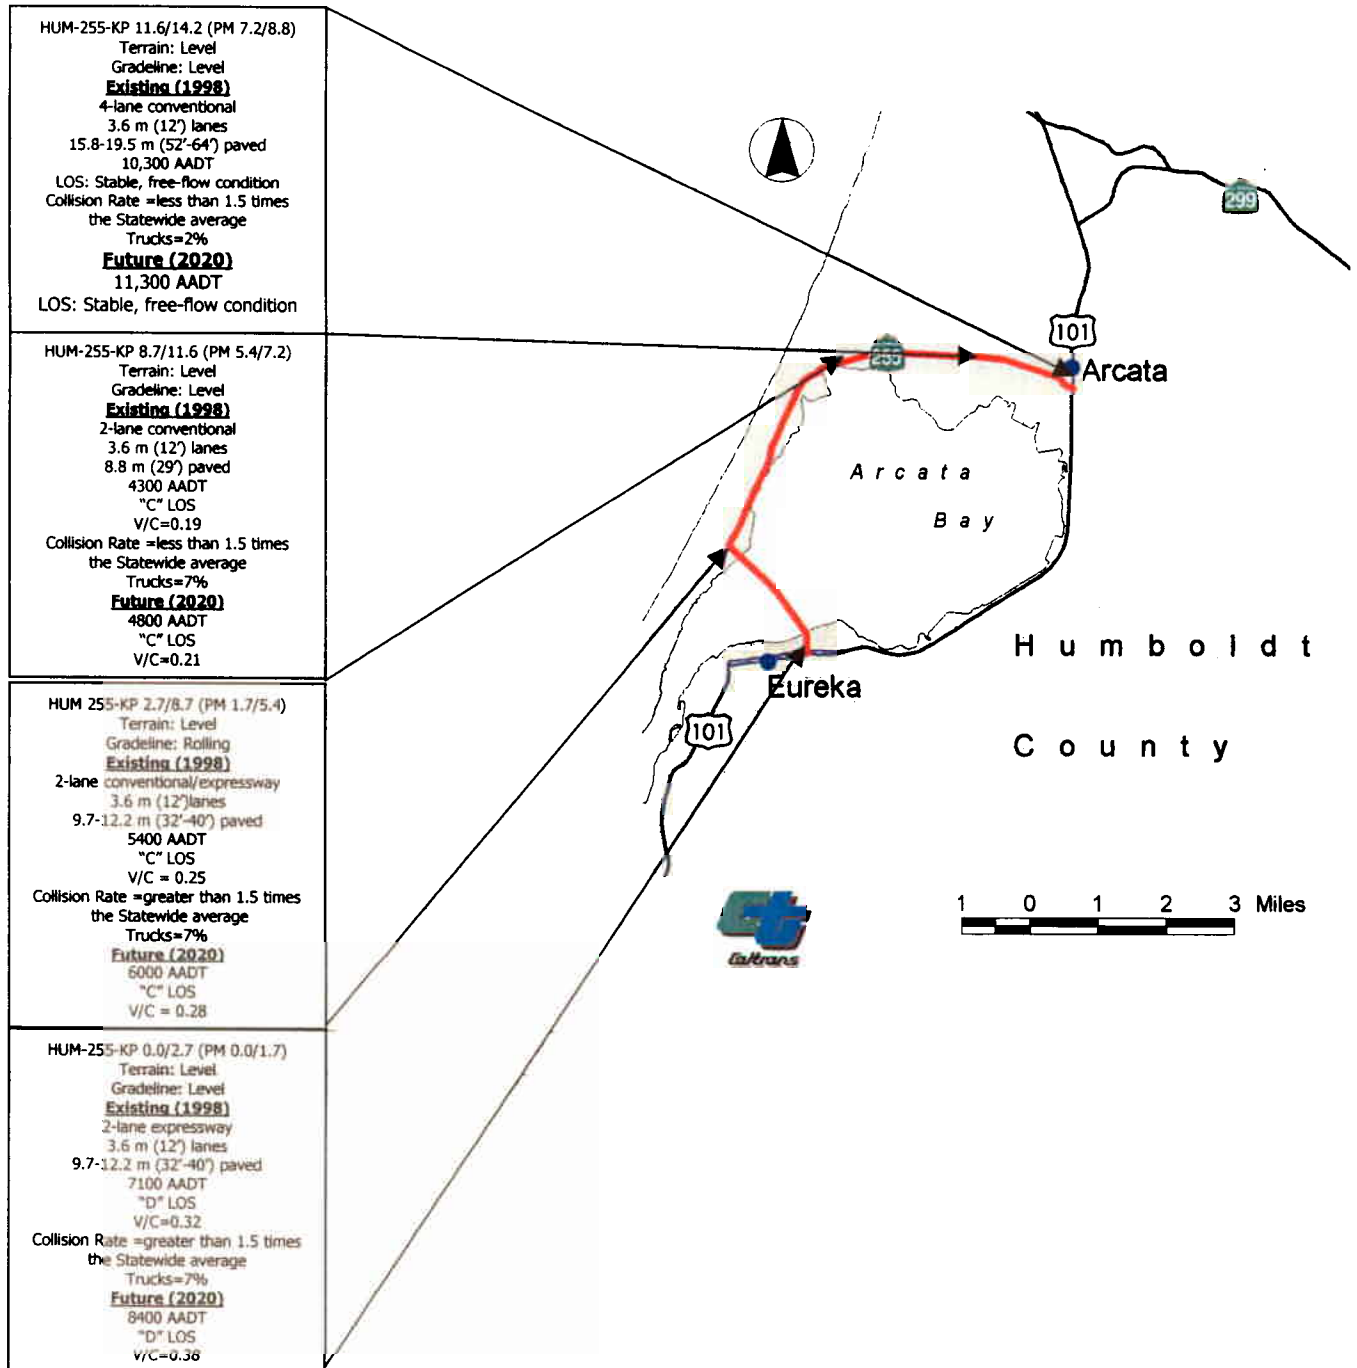 HUM-255-KP 11.6/14.2 (PM 7.2/8.8)
Terrain: Level
Gradeline: Level
Existing (1998)
4-lane conventional
3.6 m (12') lanes
15.8-19.5 m (52'-64') paved
10,300 AADT
LOS: Stable, free-flow condition
Collision Rate =less than 1.5 times
the Statewide average
Trucks=2%
Future (2020)
11,300 AADT
LOS: Stable, free-flow condition
HUM-255-KP 8.7/11.6 (PM 5.4/7.2)
Terrain: Level
Gradeline: Level
Existing (1998)
2-lane conventional
3.6 m (12') lanes
8.8 m (29') paved
4300 AADT
"C" LOS
V/C=0.19
Collision Rate =less than 1.5 times
the Statewide average
Trucks=7%
Future (2020)
4800 AADT
"C" LOS
V/C=0.21
HUM 255-KP 2.7/8.7 (PM 1.7/5.4)
Terrain: Level
Gradeline: Rolling
Existing (1998)
2-lane conventional/expressway
3.6 m (12')lanes
9.7-12.2 m (32'-40') paved
5400 AADT
"C" LOS
V/C = 0.25
Collision Rate =greater than 1.5 times
the Statewide average
Trucks=7%
Future (2020)
6000 AADT
"C" LOS
V/C = 0.28
HUM-255-KP 0.0/2.7 (PM 0.0/1.7)
Terrain: Level
Gradeline: Level
Existing (1998)
2-lane expressway
3.6 m (12') lanes
9.7-12.2 m (32'-40') paved
7100 AADT
"D" LOS
V/C=0.32
Collision Rate =greater than 1.5 times
the Statewide average
Trucks=7%
Future (2020)
8400 AADT
"D" LOS
V/C=0.38
299
101
255
Arcata
Arcata
Bay
Humboldt
County
Eureka
101
Caltrans
1 0 1 2 3 Miles